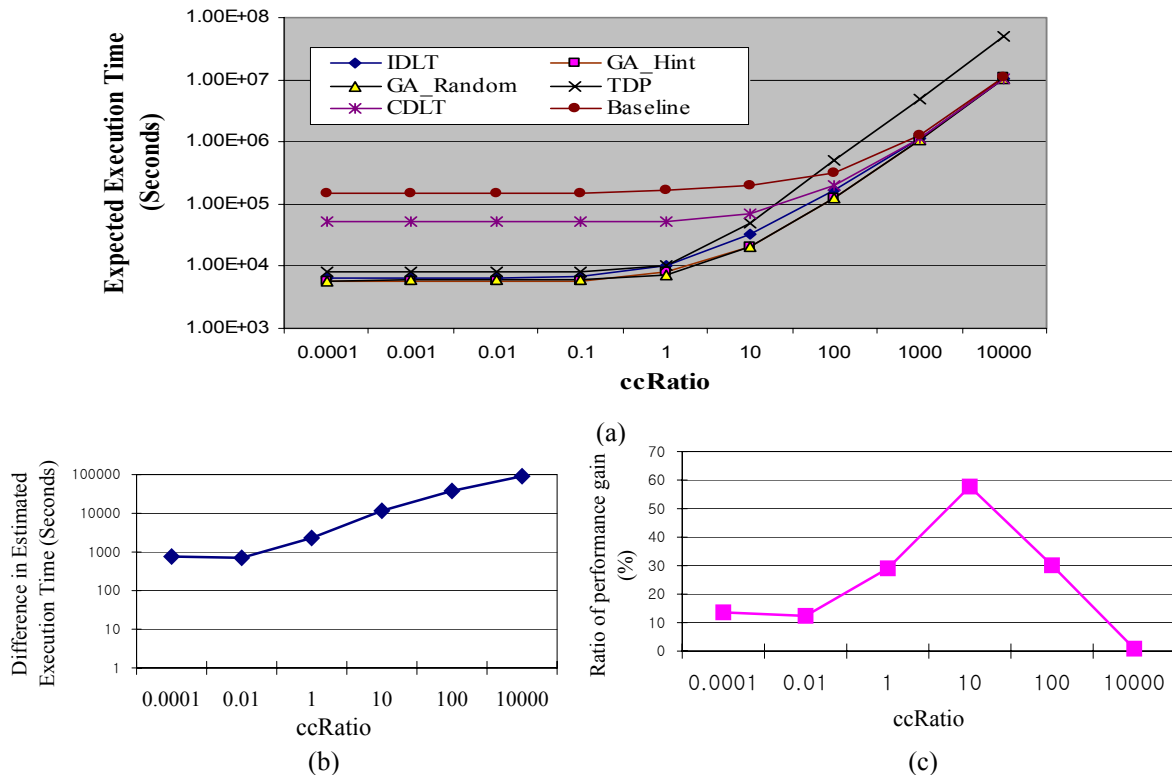 1.00E+08
1.00E+07
1.00E+06
1.00E+05
1.00E+04
1.00E+03
Expected Execution Time
(Seconds)
IDLT GA_Hint
GA_Random TDP
CDLT Baseline
0.0001 0.001 0.01 0.1 1 10 100 1000 10000
ccRatio
(a)
Difference in Estimated
Execution Time (Seconds)
100000
10000
1000
100
10
1
0.0001 0.01 1 10 100 10000
ccRatio
(b)
Ratio of performance gain
(%)
70
60
50
40
30
20
10
0
0.0001 0.01 1 10 100 10000
ccRatio
(c)